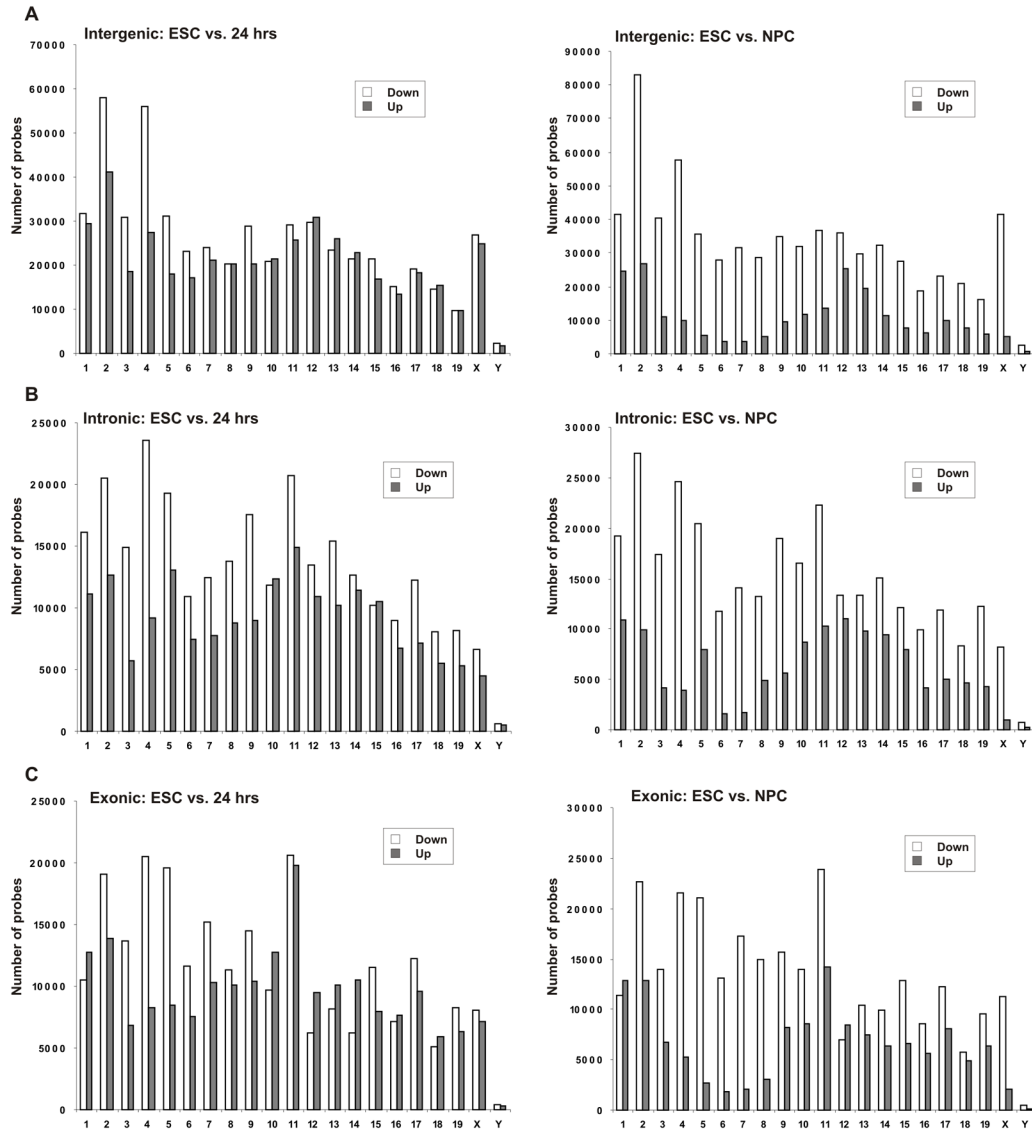 A
Intergenic: ESC vs. 24 hrs
Number of probes
70000
60000
50000
40000
30000
20000
10000
0
Down
Up
1 2 3 4 5 6 7 8 9 10 11 12 13 14 15 16 17 18 19 X Y
Intergenic: ESC vs. NPC
Number of probes
90000
80000
70000
60000
50000
40000
30000
20000
10000
0
Down
Up
1 2 3 4 5 6 7 8 9 10 11 12 13 14 15 16 17 18 19 X Y
B
Intronic: ESC vs. 24 hrs
Number of probes
25000
20000
15000
10000
5000
0
Down
Up
1 2 3 4 5 6 7 8 9 10 11 12 13 14 15 16 17 18 19 X Y
Intronic: ESC vs. NPC
Number of probes
30000
25000
20000
15000
10000
5000
0
Down
Up
1 2 3 4 5 6 7 8 9 10 11 12 13 14 15 16 17 18 19 X Y
C
Exonic: ESC vs. 24 hrs
Number of probes
25000
20000
15000
10000
5000
0
Down
Up
1 2 3 4 5 6 7 8 9 10 11 12 13 14 15 16 17 18 19 X Y
Exonic: ESC vs. NPC
Number of probes
30000
25000
20000
15000
10000
5000
0
Down
Up
1 2 3 4 5 6 7 8 9 10 11 12 13 14 15 16 17 18 19 X Y